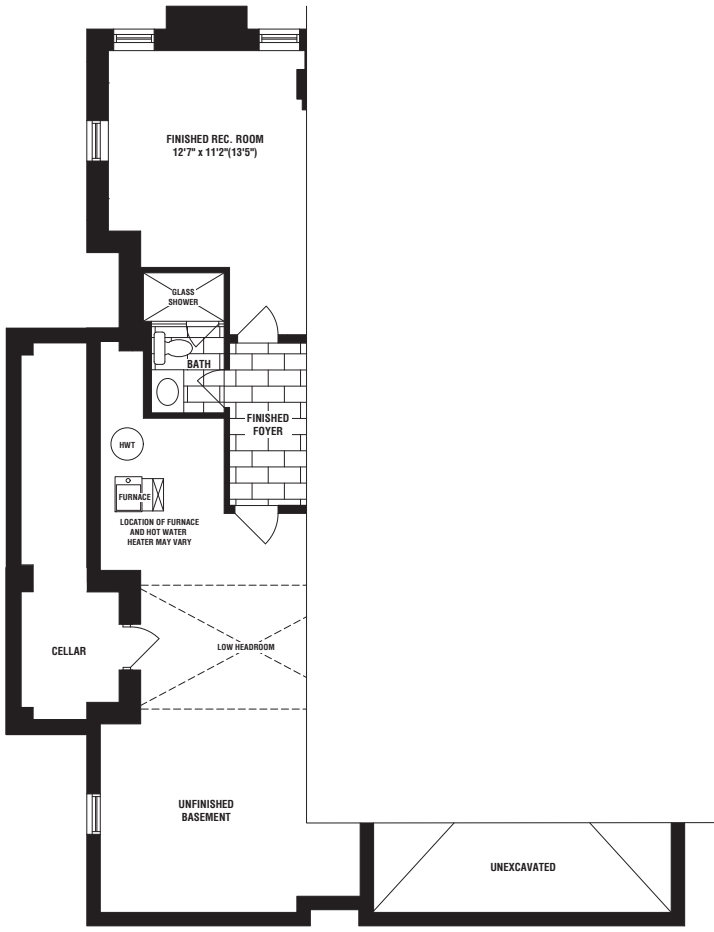 FINISHED REC. ROOM
12'7" x 11'2"(13'5")
GLASS
SHOWER
BATH
FINISHED
FOYER
HWT
FURNACE
LOCATION OF FURNACE
AND HOT WATER
HEATER MAY VARY
CELLAR
LOW HEADROOM
UNFINISHED
BASEMENT
UNEXCAVATED